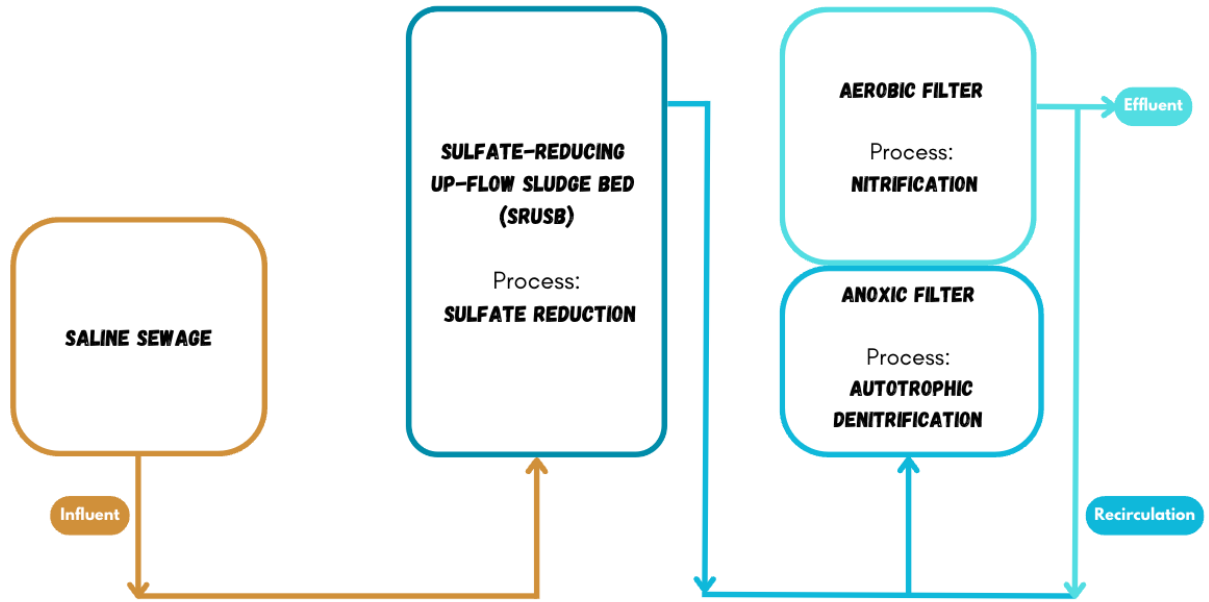 SALINE SEWAGE
Influent
SULFATE-REDUCING
UP-FLOW SLUDGE BED
(SRUSB)
Process:
SULFATE REDUCTION
AEROBIC FILTER
Process:
NITRIFICATION
Effluent
ANOXIC FILTER
Process:
AUTOTROPHIC
DENITRIFICATION
Recirculation